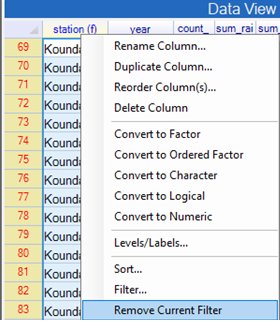 Data View
station (f) year count_ sum_rai sum_
69 Kounda
70 Kounda
71 Kounda
72 Kounda
73 Kounda
74 Kounda
75 Kounda
76 Kounda
77 Kounda
78 Kounda
79 Kounda
80 Kounda
81 Kounda
82 Kounda
83 Kounda
Rename Column...
Duplicate Column...
Reorder Column(s)...
Delete Column
Convert to Factor
Convert to Ordered Factor
Convert to Character
Convert to Logical
Convert to Numeric
Levels/Labels...
Sort...
Filter...
Remove Current Filter